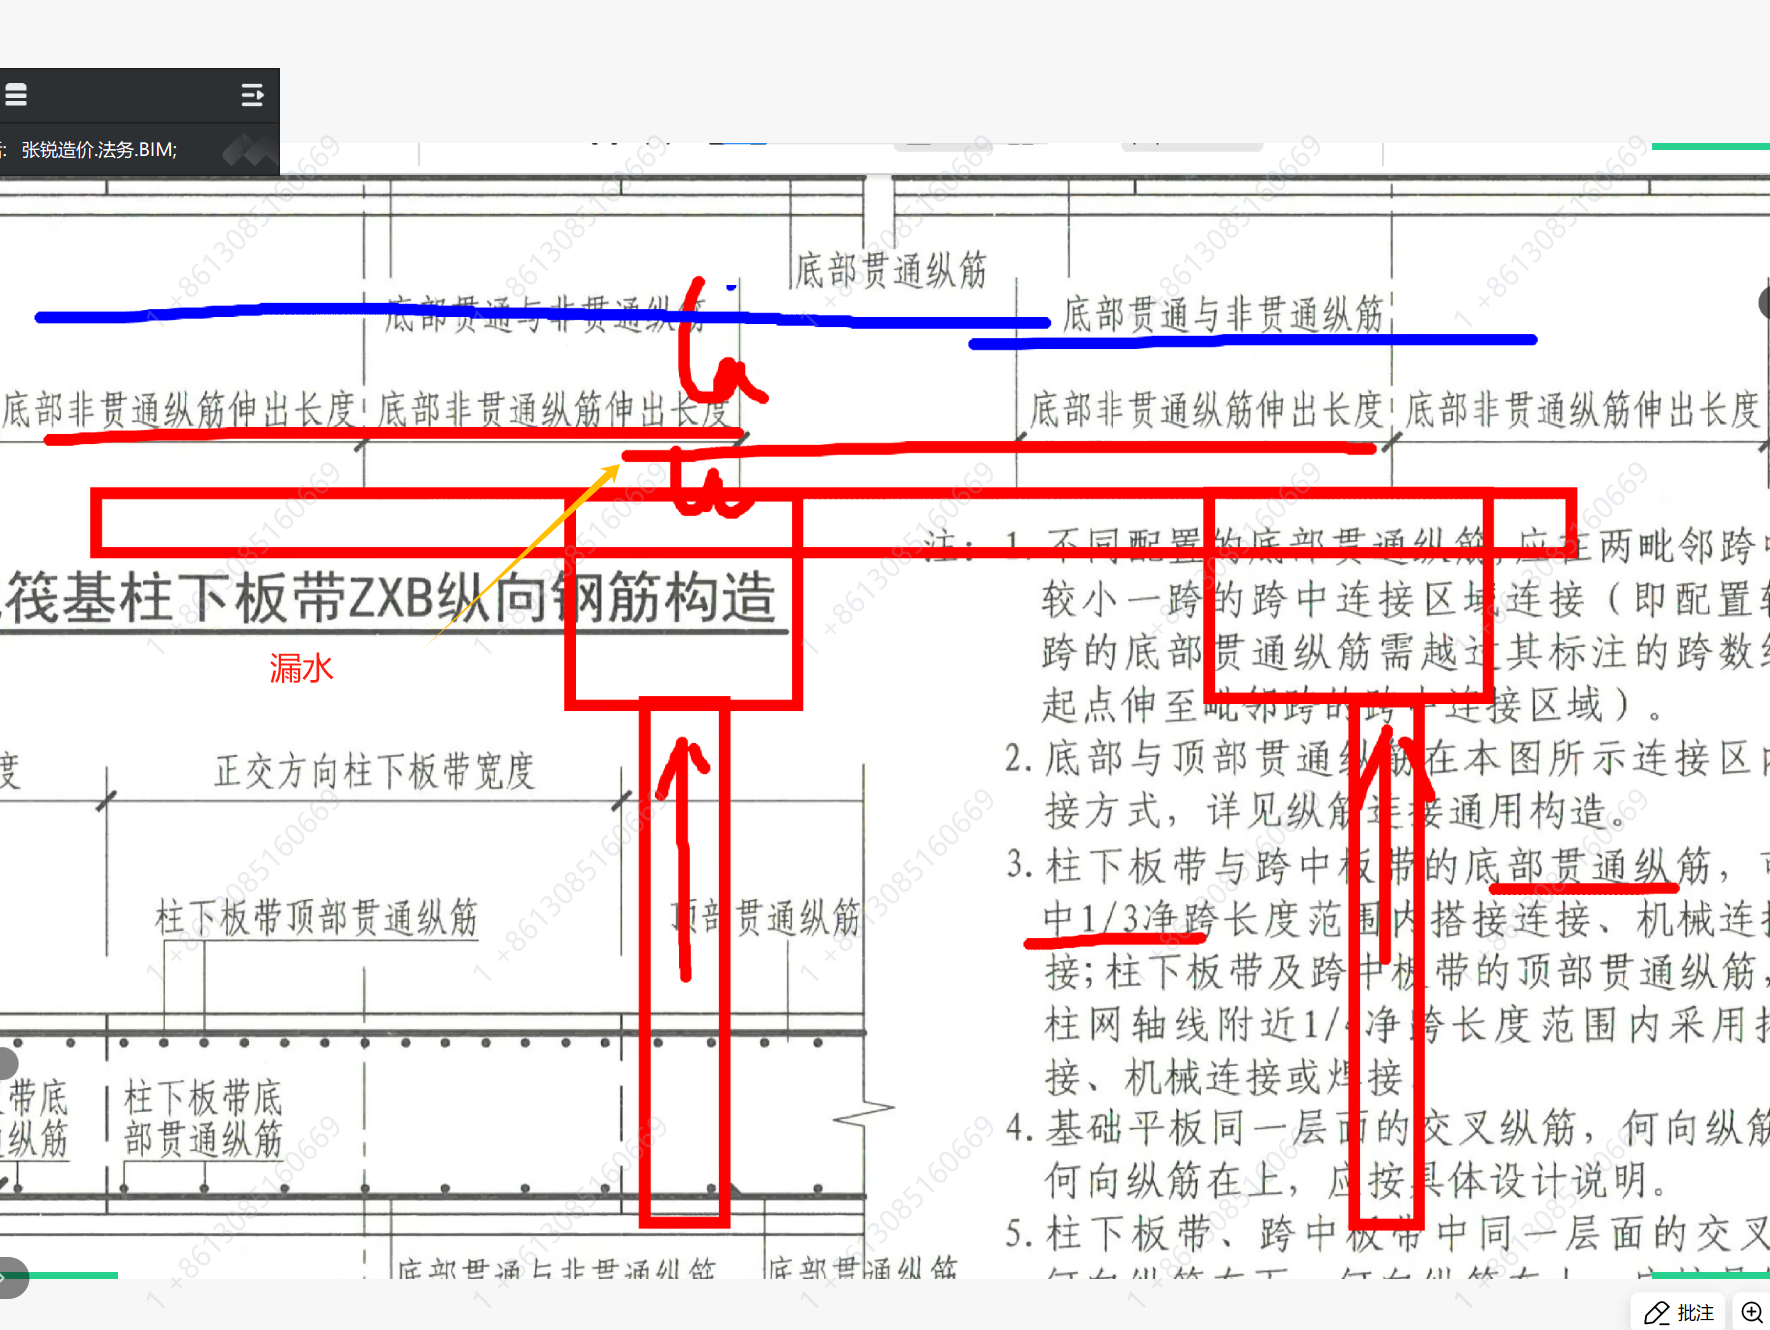 张锐造价.法务.BIM;
底部贯通纵筋
底部贯通与非贯通纵筋
底部贯通与非贯通纵筋
底部非贯通纵筋伸出长度
底部非贯通纵筋伸出长度
底部非贯通纵筋伸出长度
底部非贯通纵筋伸出长度
la
la
筏基柱下板带ZXB纵向钢筋构造
漏水
注：1. 不同配置的底部贯通纵筋，应在两毗邻跨中
较小一跨的跨中连接区域连接（即配置较
跨的底部贯通纵筋需越过其标注的跨数终
起点伸至毗邻跨的跨中连接区域）。
2. 底部与顶部贯通纵筋在本图所示连接区内
接方式，详见纵筋连接通用构造。
3. 柱下板带与跨中板带的底部贯通纵筋，可
中1/3净跨长度范围内搭接连接、机械连接
接；柱下板带及跨中板带的顶部贯通纵筋，
柱网轴线附近1/4净跨长度范围内采用搭
接、机械连接或焊接
4. 基础平板同一层面的交叉纵筋，何向纵筋
何向纵筋在上，应按具体设计说明。
5. 柱下板带、跨中板带中同一层面的交叉
度
正交方向柱下板带宽度
柱下板带顶部贯通纵筋
顶部贯通纵筋
带底
纵筋
柱下板带底
部贯通纵筋
底部贯通与非贯通纵筋
底部贯通纵筋
批注
1 +8613085160669